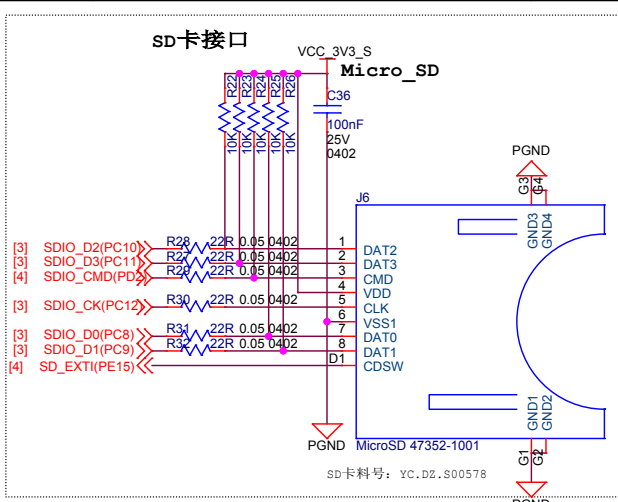 SD卡接口
VCC_3V3_S
Micro_SD
R22
R23
R24
R25
R26
10K
10K
10K
10K
10K
C36
100nF
25V
0402
PGND
G3
G4
J6
GND3
GND4
[3] SDIO_D2(PC10) R28 22R 0.05 0402 1 DAT2
[3] SDIO_D3(PC11) R27 22R 0.05 0402 2 DAT3
[4] SDIO_CMD(PD2) R29 22R 0.05 0402 3 CMD
4 VDD
[3] SDIO_CK(PC12) R30 22R 0.05 0402 5 CLK
6 VSS1
[3] SDIO_D0(PC8) R31 22R 0.05 0402 7 DAT0
[3] SDIO_D1(PC9) R32 22R 0.05 0402 8 DAT1
[4] SD_EXTI(PE15) D1 CDSW
GND1
GND2
PGND
MicroSD 47352-1001
G1
G2
SD卡料号: YC.DZ.S00578
PGND